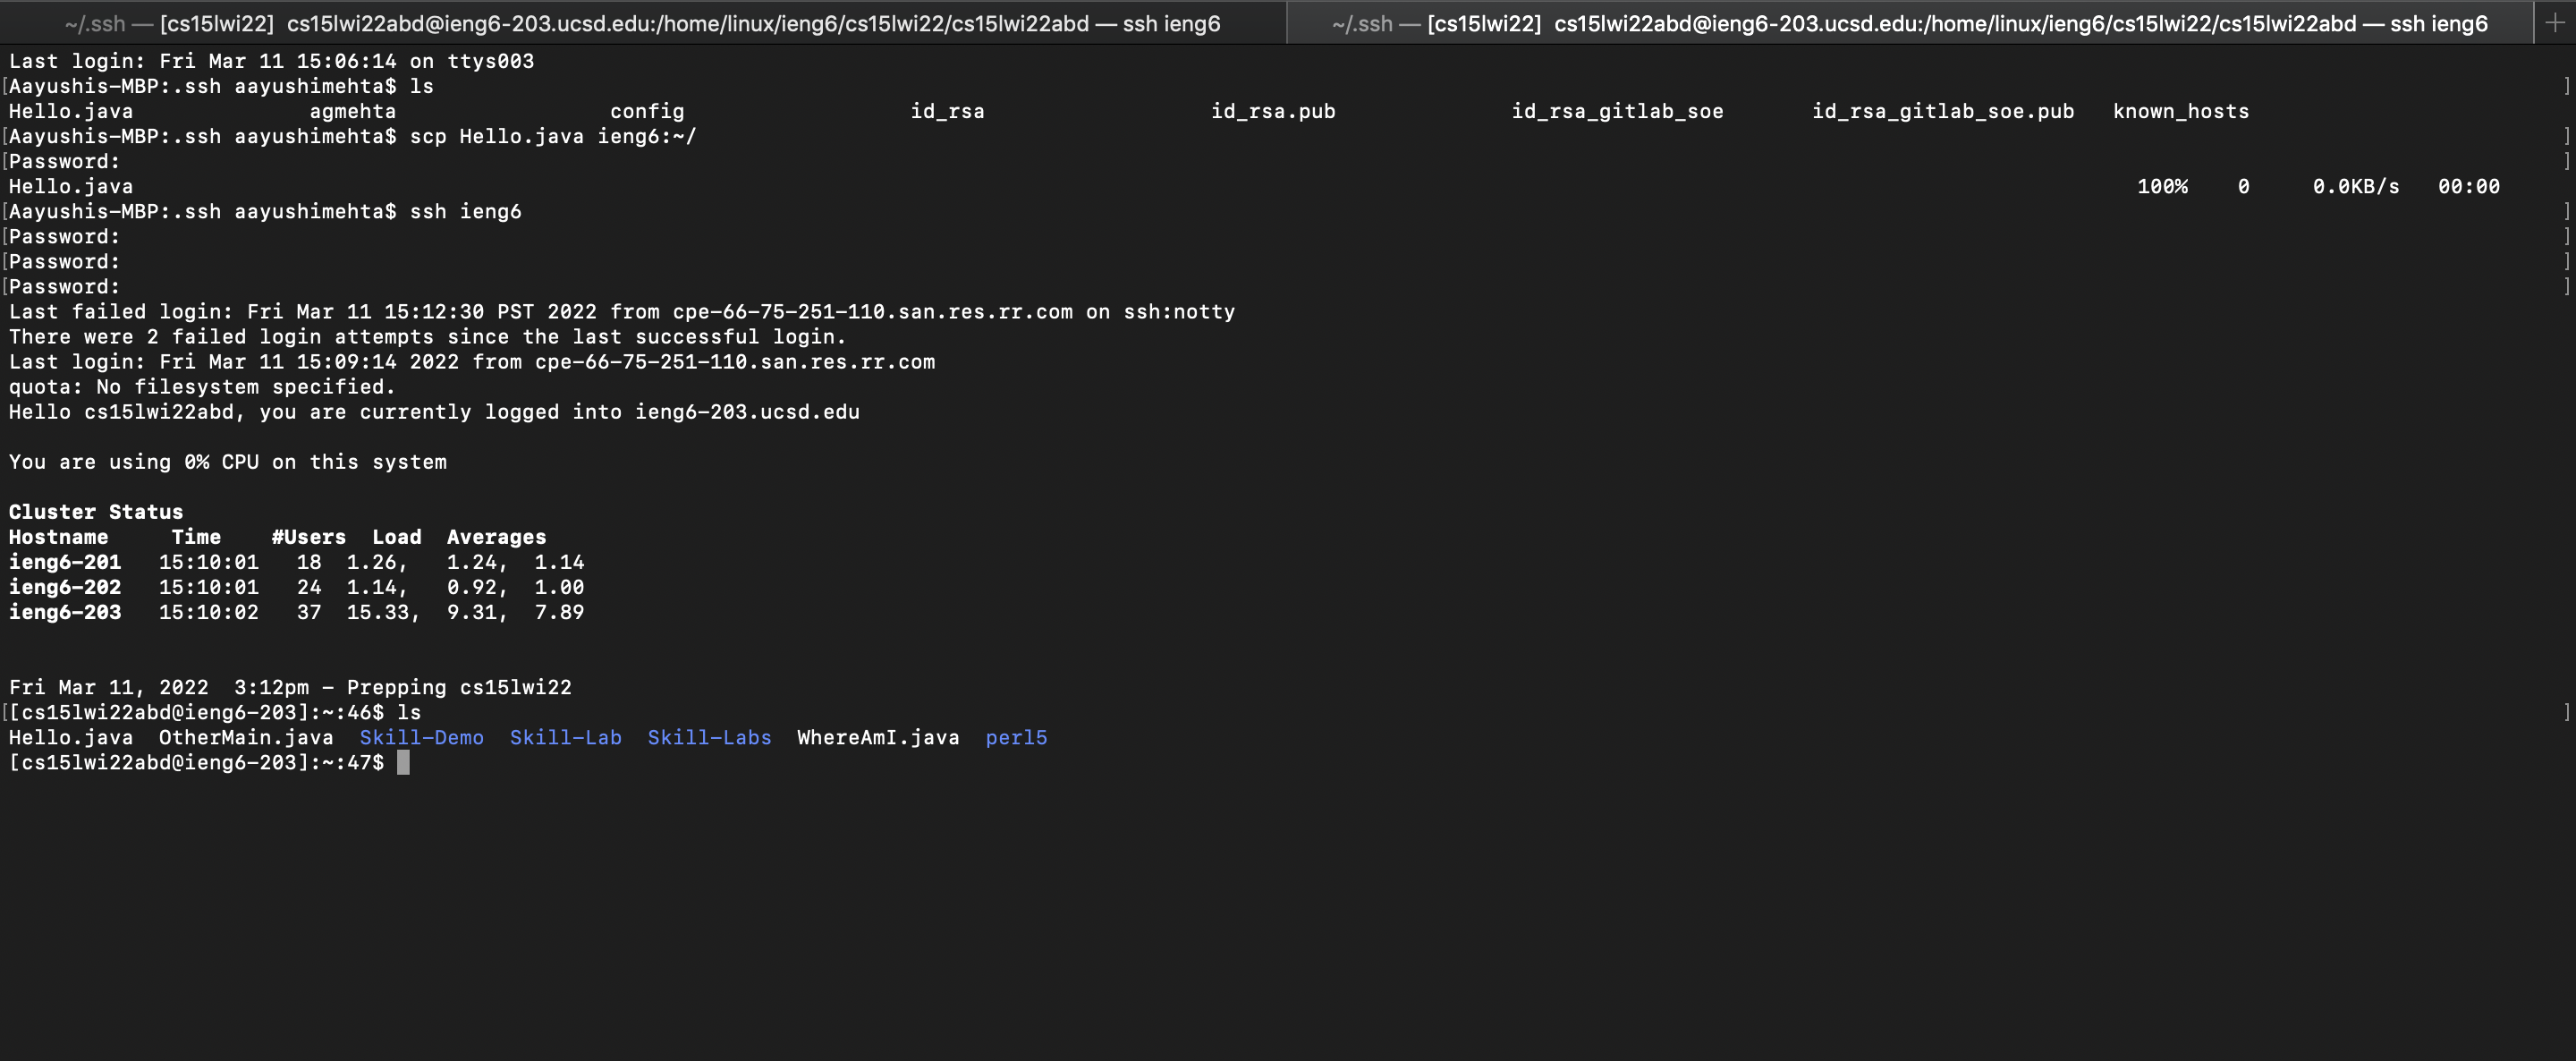 ~/.ssh — [cs15lwi22]  cs15lwi22abd@ieng6-203.ucsd.edu:/home/linux/ieng6/cs15lwi22/cs15lwi22abd — ssh ieng6
~/.ssh — [cs15lwi22]  cs15lwi22abd@ieng6-203.ucsd.edu:/home/linux/ieng6/cs15lwi22/cs15lwi22abd — ssh ieng6 +
Last login: Fri Mar 11 15:06:14 on ttys003
[Aayushis-MBP:.ssh aayushimehta$ ls ]
Hello.java agmehta config id_rsa id_rsa.pub id_rsa_gitlab_soe id_rsa_gitlab_soe.pub known_hosts
[Aayushis-MBP:.ssh aayushimehta$ scp Hello.java ieng6:~/ ]
[Password: ]
Hello.java 100% 0 0.0KB/s 00:00
[Aayushis-MBP:.ssh aayushimehta$ ssh ieng6 ]
[Password: ]
[Password: ]
[Password: ]
Last failed login: Fri Mar 11 15:12:30 PST 2022 from cpe-66-75-251-110.san.res.rr.com on ssh:notty
There were 2 failed login attempts since the last successful login.
Last login: Fri Mar 11 15:09:14 2022 from cpe-66-75-251-110.san.res.rr.com
quota: No filesystem specified.
Hello cs15lwi22abd, you are currently logged into ieng6-203.ucsd.edu
You are using 0% CPU on this system
Cluster Status
Hostname Time #Users Load Averages
ieng6-201 15:10:01 18 1.26, 1.24, 1.14
ieng6-202 15:10:01 24 1.14, 0.92, 1.00
ieng6-203 15:10:02 37 15.33, 9.31, 7.89
Fri Mar 11, 2022  3:12pm - Prepping cs15lwi22
[[cs15lwi22abd@ieng6-203]:~:46$ ls ]
Hello.java OtherMain.java Skill-Demo Skill-Lab Skill-Labs WhereAmI.java perl5
[cs15lwi22abd@ieng6-203]:~:47$